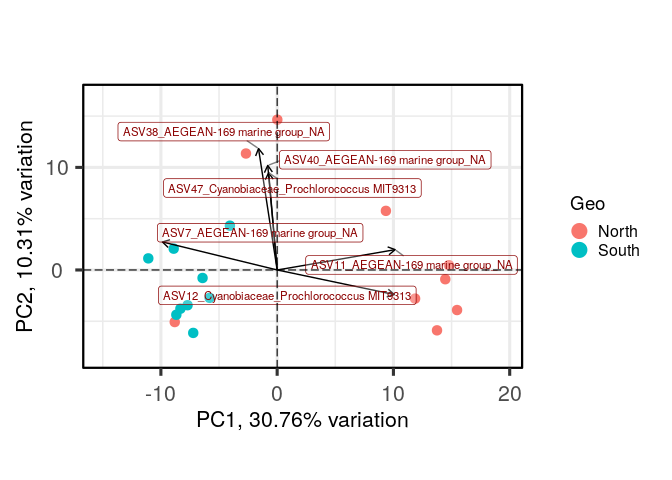 ASV38_AEGEAN-169 marine group_NA
ASV40_AEGEAN-169 marine group_NA
ASV47_Cyanobiaceae_Prochlorococcus MIT9313
ASV7_AEGEAN-169 marine group_NA
ASV11_AEGEAN-169 marine group_NA
ASV12_Cyanobiaceae_Prochlorococcus MIT9313
10
0
PC2, 10.31% variation
-10
0
10
20
PC1, 30.76% variation
Geo
North
South